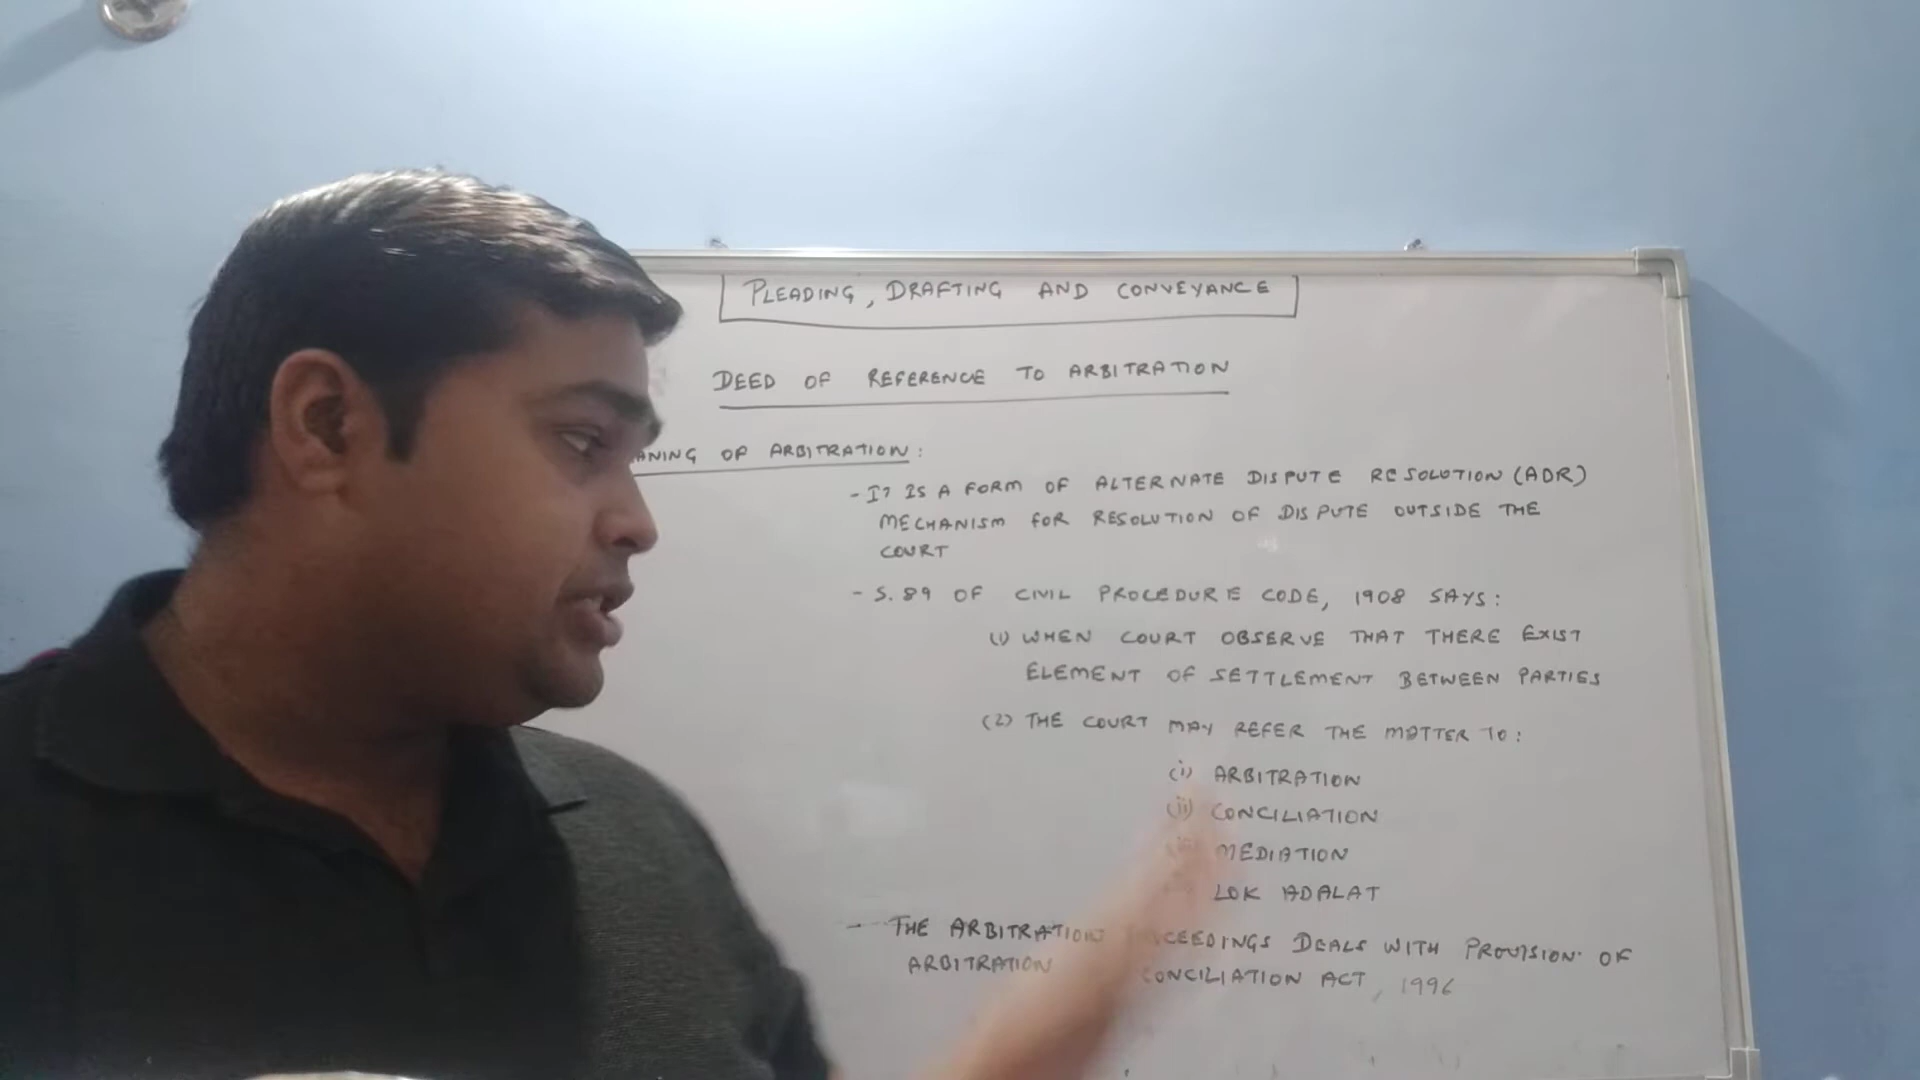 PLEADING, DRAFTING AND CONVEYANCE
DEED OF REFERENCE TO ARBITRATION
OF ARBITRATION:
- IT IS A FORM OF ALTERNATE DISPUTE RESOLUTION (ADR)
MECHANISM FOR RESOLUTION OF DISPUTE OUTSIDE THE
COURT
- S. 89 OF CIVIL PROCEDURE CODE, 1908 SAYS:
(1) WHEN COURT OBSERVE THAT THERE EXIST
ELEMENT OF SETTLEMENT BETWEEN PARTIES
(2) THE COURT MAY REFER THE MATTER TO:
(i) ARBITRATION
(ii) CONCILIATION
MEDIATION
LOK ADALAT
- THE ARBITRATION DEALS WITH PROVISION OF
ARBITRATION CONCILIATION ACT, 1996